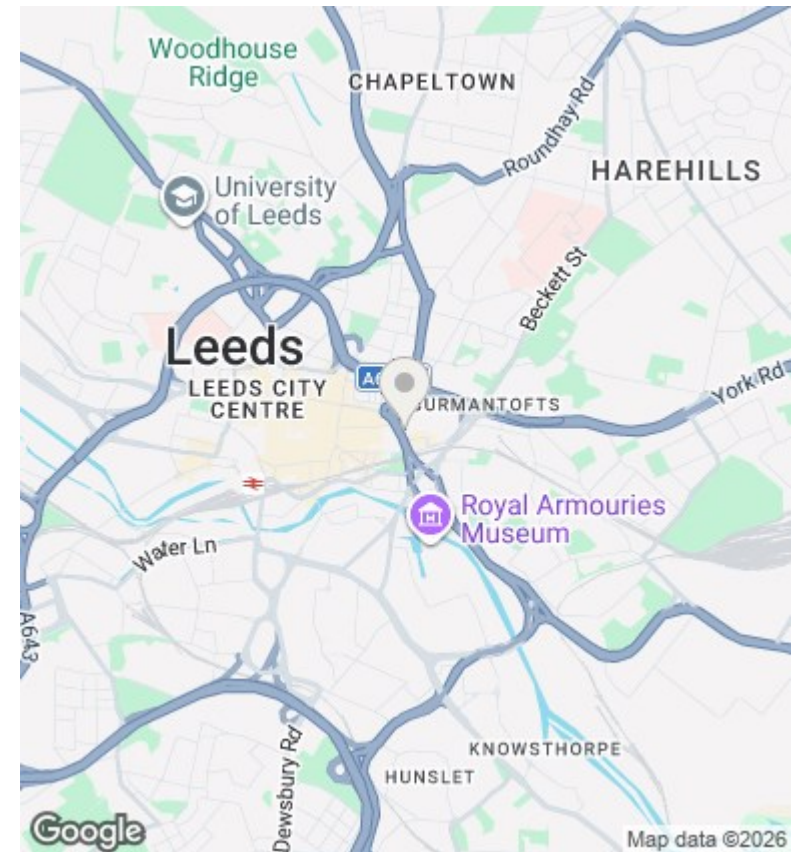 Woodhouse
Ridge
CHAPELTOWN
Roundhay Rd
HAREHILLS
University
of Leeds
Beckett St
Leeds
LEEDS CITY
CENTRE
BURMANTOFTS
York Rd
Royal Armouries
Museum
Water Ln
A643
KNOWSTHORPE
HUNSLET
Dewsbury Rd
Google
Map data ©2026